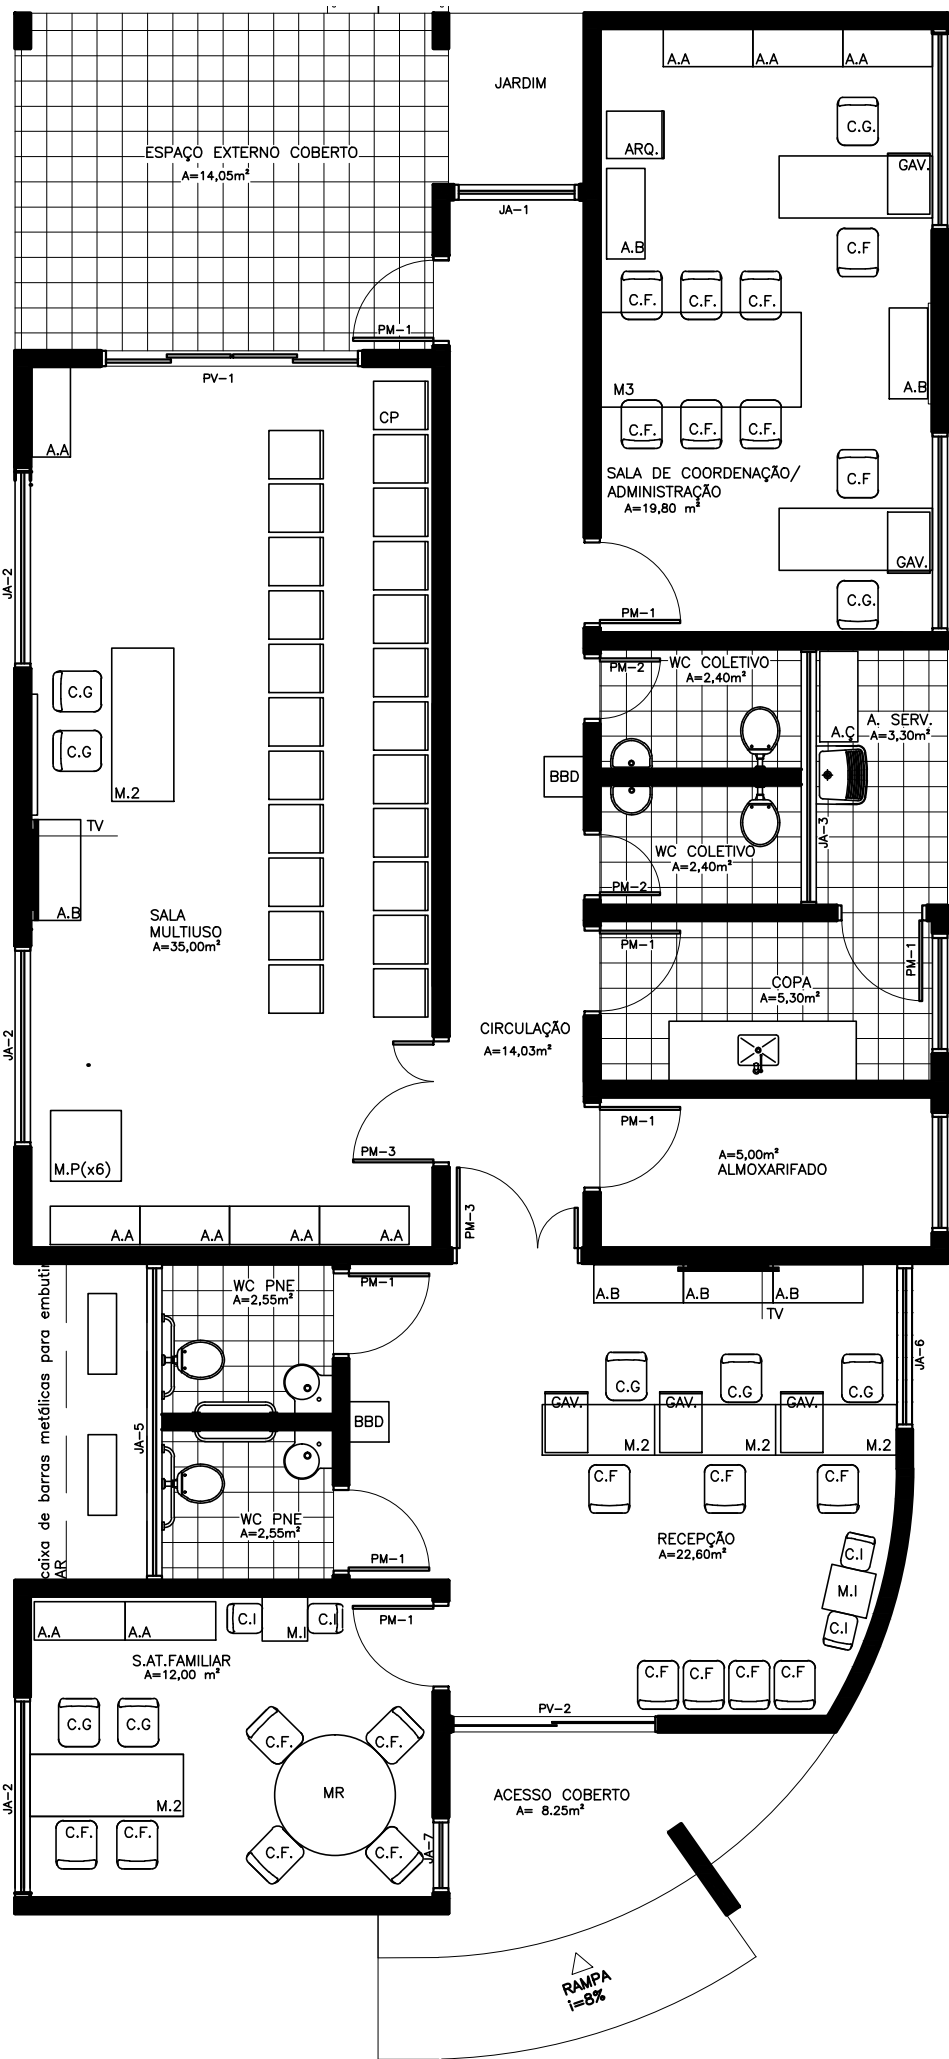 JARDIM
A.A
A.A
A.A
C.G.
ARQ.
GAV.
ESPAÇO EXTERNO COBERTO
A=14,05m²
JA-1
A.B
C.F
C.F.
C.F.
C.F.
PM-1
M3
A.B
PV-1
CP
C.F.
C.F.
C.F.
A.A
SALA DE COORDENAÇÃO/
ADMINISTRAÇÃO
A=19,80 m²
C.F
GAV.
JA-2
C.G.
PM-1
C.G
C.G
M.2
PM-2
WC COLETIVO
A=2,40m²
A. SERV.
A=3,30m²
A.Ç
BBD
TV
JA-3
WC COLETIVO
A=2,40m²
PM-2
A.B
SALA
MULTIUSO
A=35,00m²
PM-1
PM-1
COPA
A=5,30m²
JA-2
CIRCULAÇÃO
A=14,03m²
PM-1
M.P(x6)
PM-3
A=5,00m²
ALMOXARIFADO
PM-3
A.A
A.A
A.A
A.A
WC PNE
A=2,55m²
PM-1
A.B
A.B
A.B
TV
caixa de barras metálicas para embutir
AR
JA-5
JA-6
C.G
C.G
C.G
BBD
GAV.
GAV.
GAV.
M.2
M.2
M.2
C.F
C.F
C.F
WC PNE
A=2,55m²
PM-1
RECEPÇÃO
A=22,60m²
C.I
M.I
C.I
A.A
A.A
C.I
M.I
C.I
PM-1
S.AT.FAMILIAR
A=12,00 m²
C.F
C.F
C.F
C.F
PV-2
C.G
C.G
C.F.
C.F.
JA-2
M.2
MR
ACESSO COBERTO
A= 8.25m²
C.F.
C.F.
C.F.
C.F.
JA-7
RAMPA
i=8%